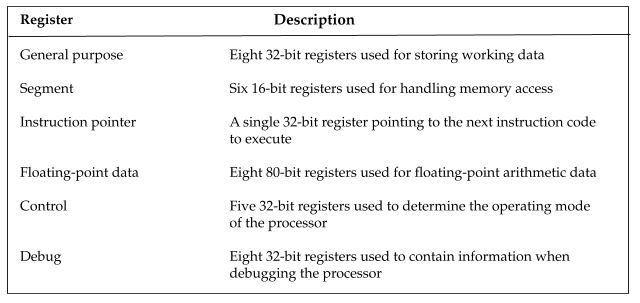 Register Description
General purpose Eight 32-bit registers used for storing working data
Segment Six 16-bit registers used for handling memory access
Instruction pointer A single 32-bit register pointing to the next instruction code
to execute
Floating-point data Eight 80-bit registers used for floating-point arithmetic data
Control Five 32-bit registers used to determine the operating mode
of the processor
Debug Eight 32-bit registers used to contain information when
debugging the processor